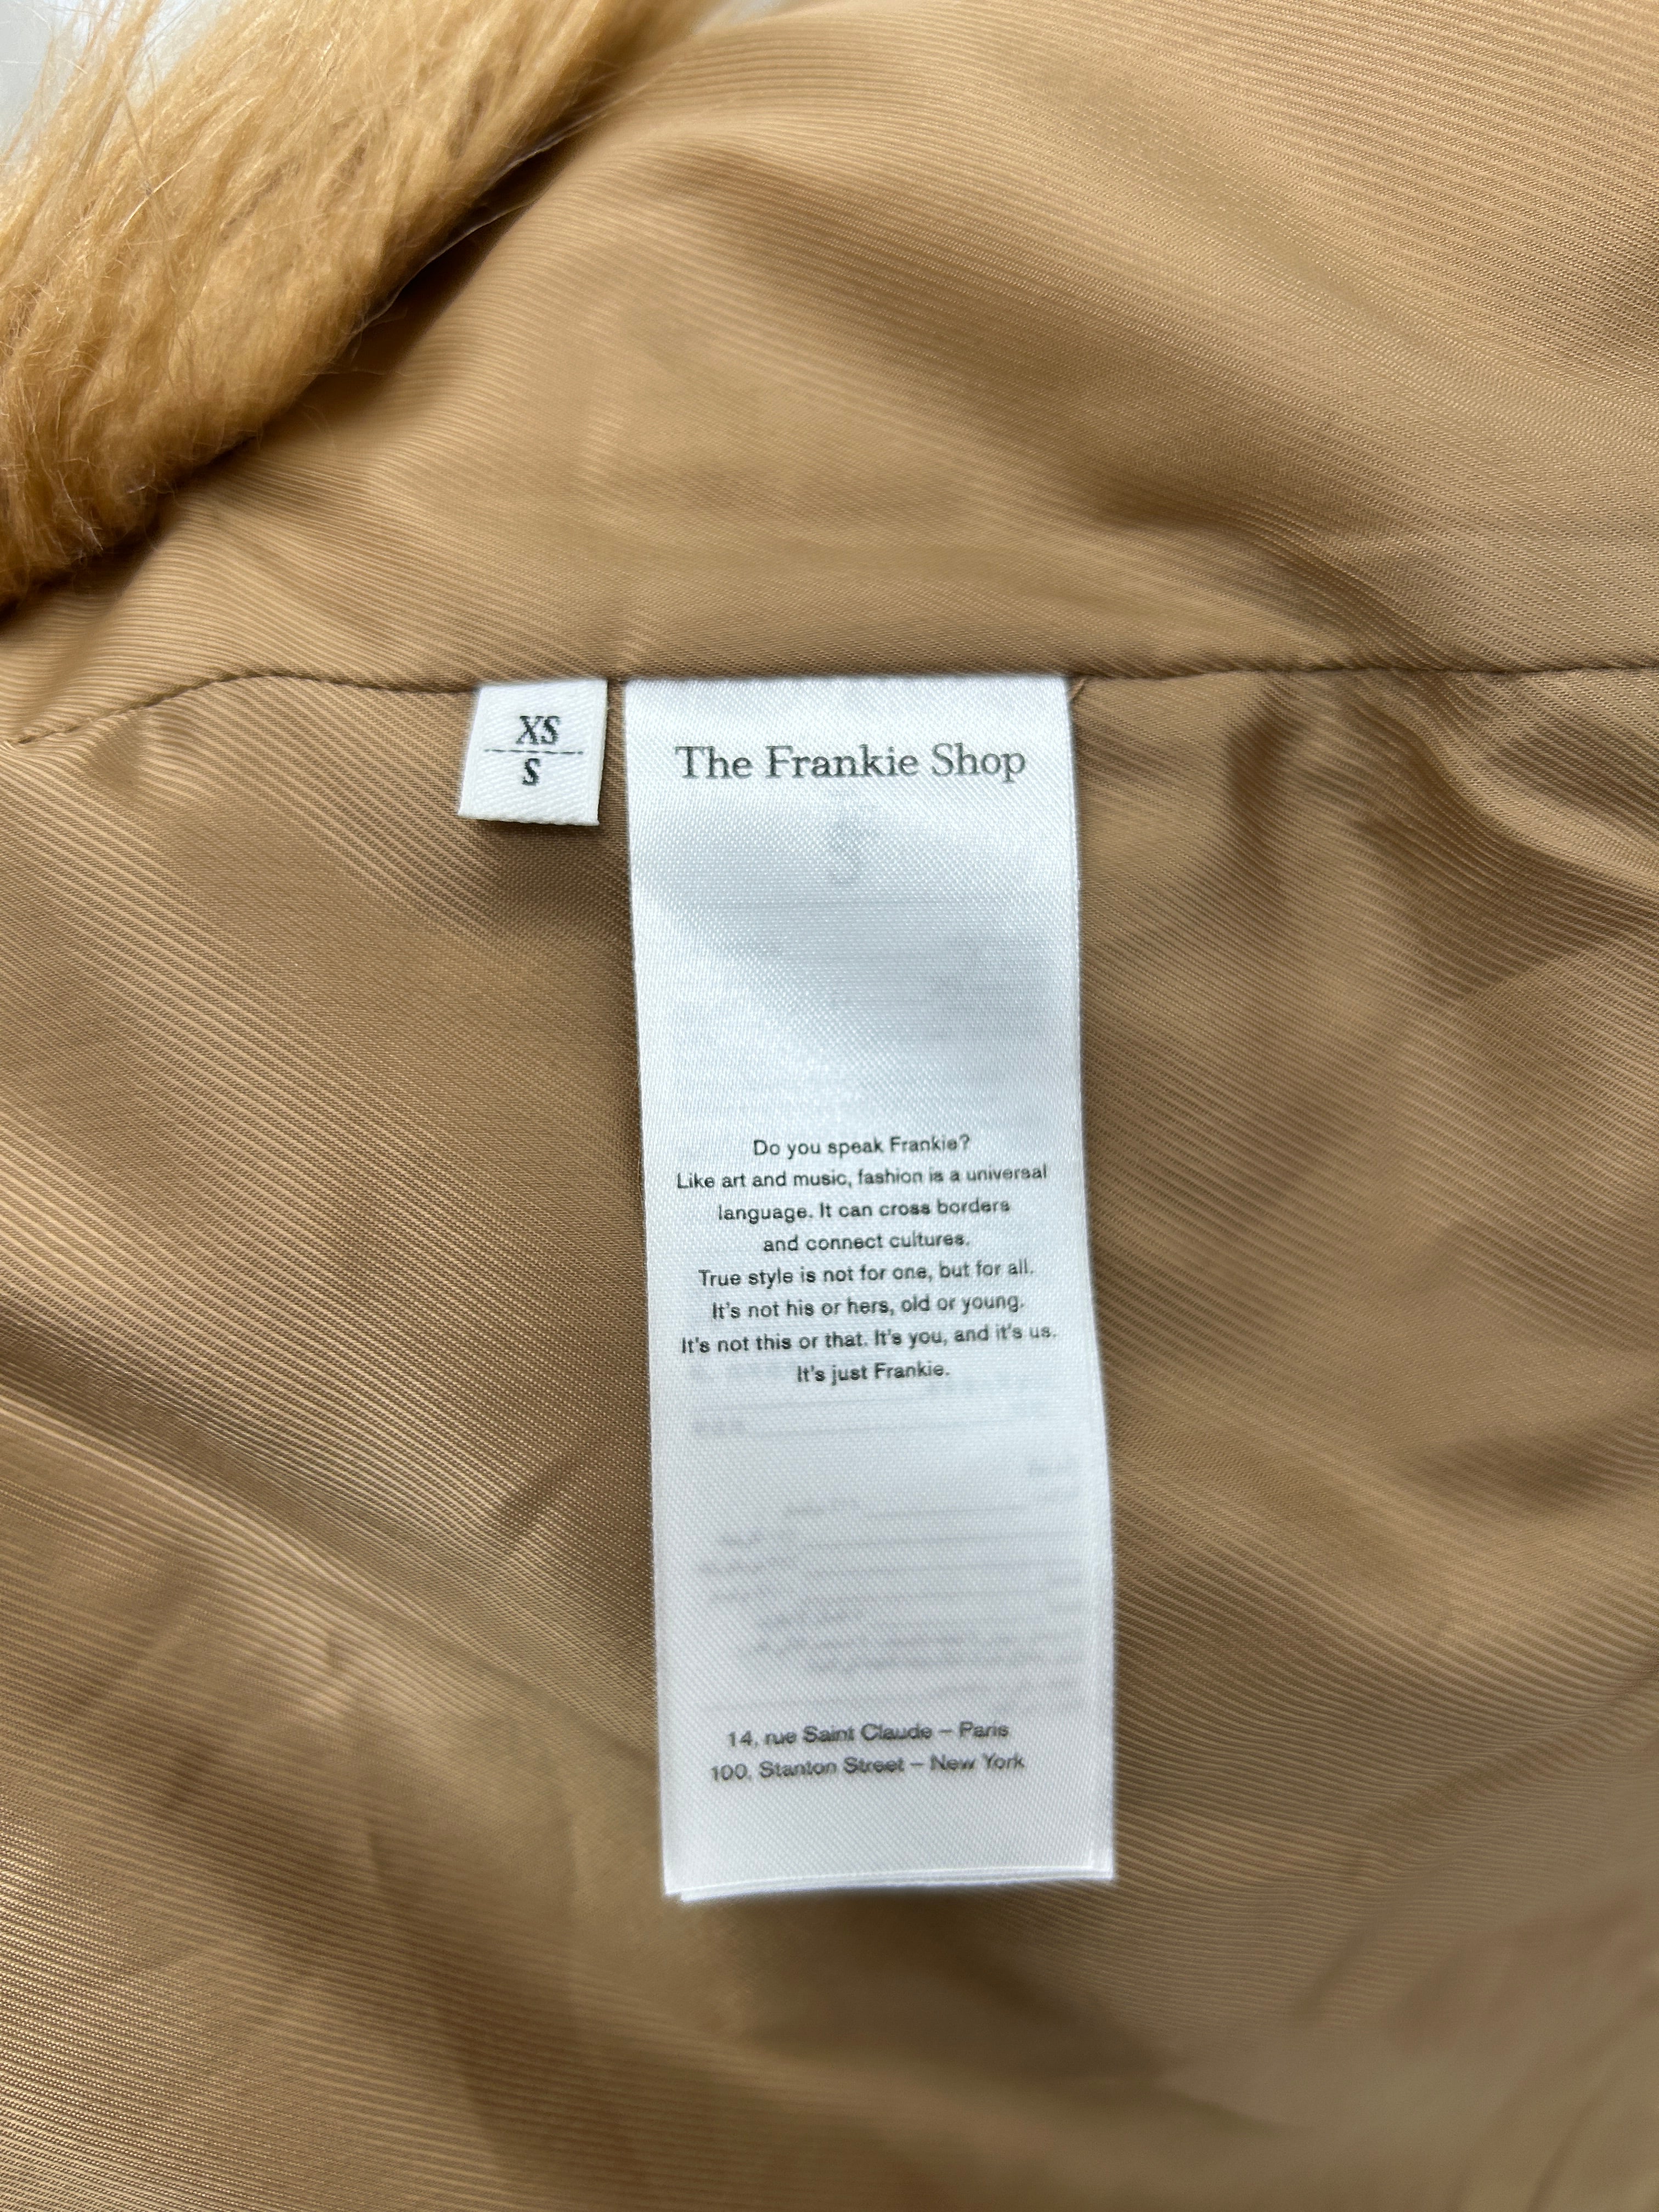 XS
S
The Frankie Shop
Do you speak Frankie?
Like art and music, fashion is a universal
language. It can cross borders
and connect cultures.
True style is not for one, but for all.
It's not his or hers, old or young.
It's not this or that. It's you, and it's us.
It's just Frankie.
14, rue Saint Claude – Paris
100, Stanton Street – New York